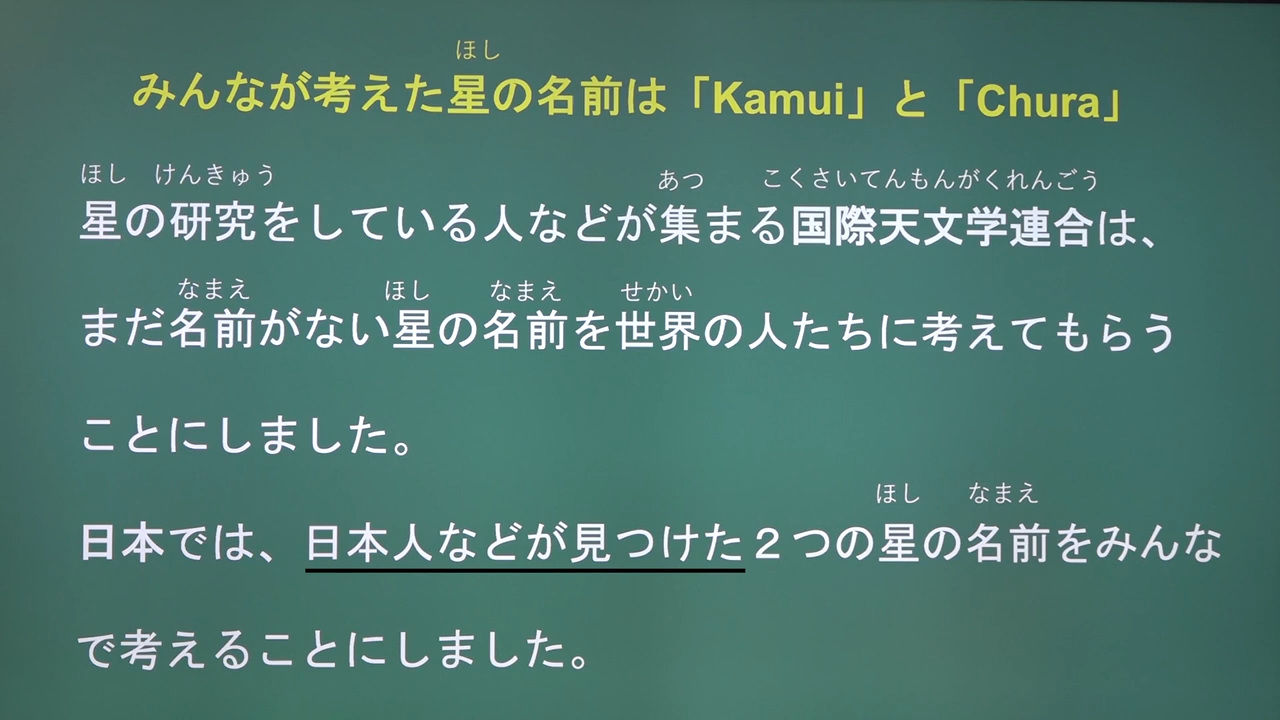 ほし
みんなが考えた星の名前は「Kamui」と「Chura」
ほし けんきゅう あつ こくさいてんもんがくれんごう
星の研究をしている人などが集まる国際天文学連合は、
なまえ ほし なまえ せかい
まだ名前がない星の名前を世界の人たちに考えてもらう
ことにしました。
ほし なまえ
日本では、日本人などが見つけた２つの星の名前をみんな
で考えることにしました。